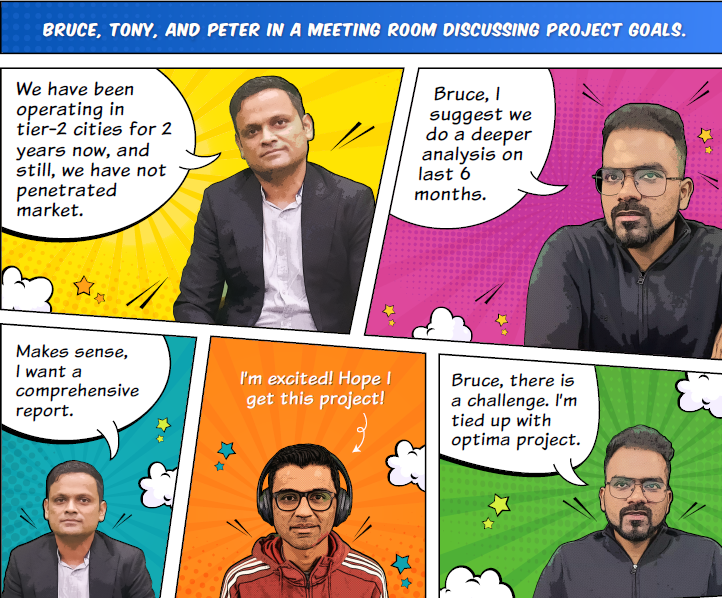 BRUCE, TONY, AND PETER IN A MEETING ROOM DISCUSSING PROJECT GOALS.
We have been
operating in
tier-2 cities for 2
years now, and
still, we have not
penetrated
market.
Bruce, I
suggest we
do a deeper
analysis on
last 6
months.
Makes sense,
I want a
comprehensive
report.
I'm excited! Hope I
get this project!
Bruce, there is
a challenge. I'm
tied up with
optima project.